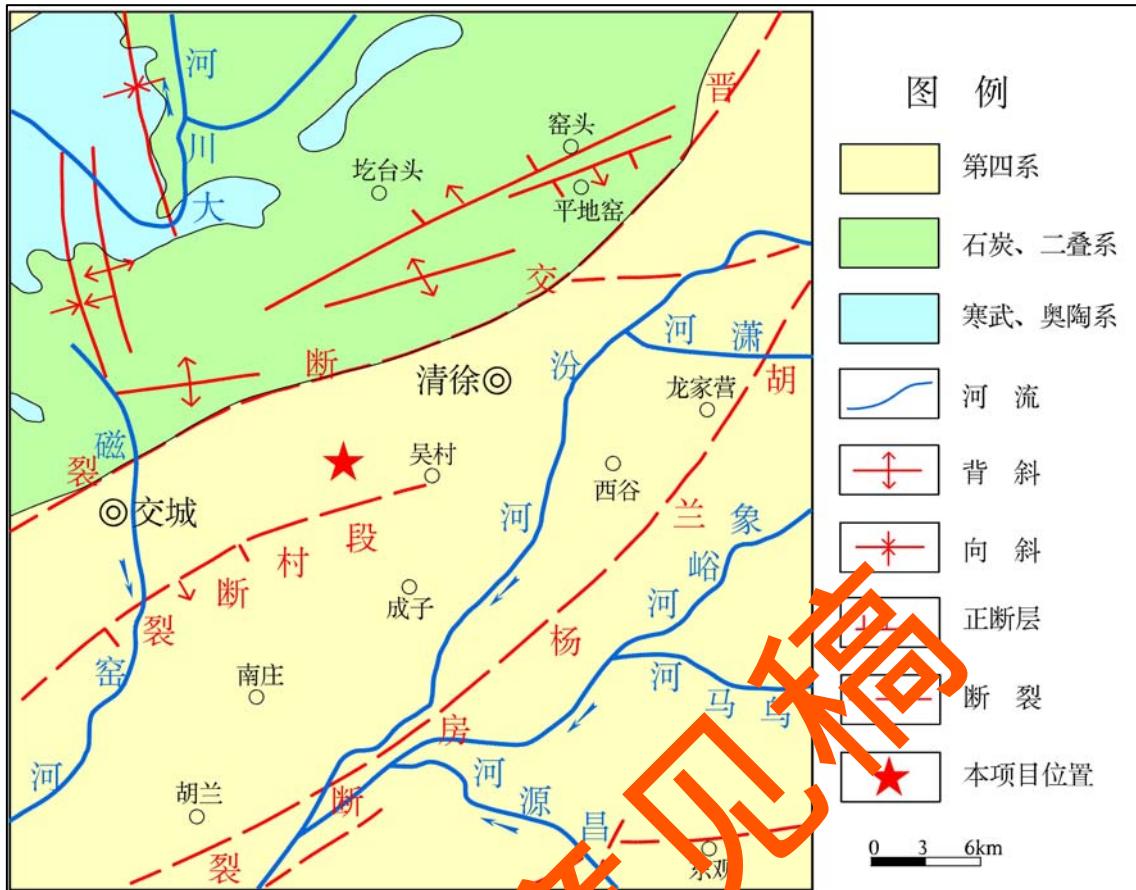 图 例
第四系
石炭、二叠系
寒武、奥陶系
河 流
背 斜
向 斜
正断层
断 裂
本项目位置
0 3 6km
大川河
圪台头
窑头
平地窑
晋
交
断
裂
清徐
交城
吴村
龙家营
西谷
成子
南庄
胡兰
东观
汾河
潇河
象峪河
乌马河
昌源河
磁窑河
段村断裂
胡兰杨房断裂
见稿